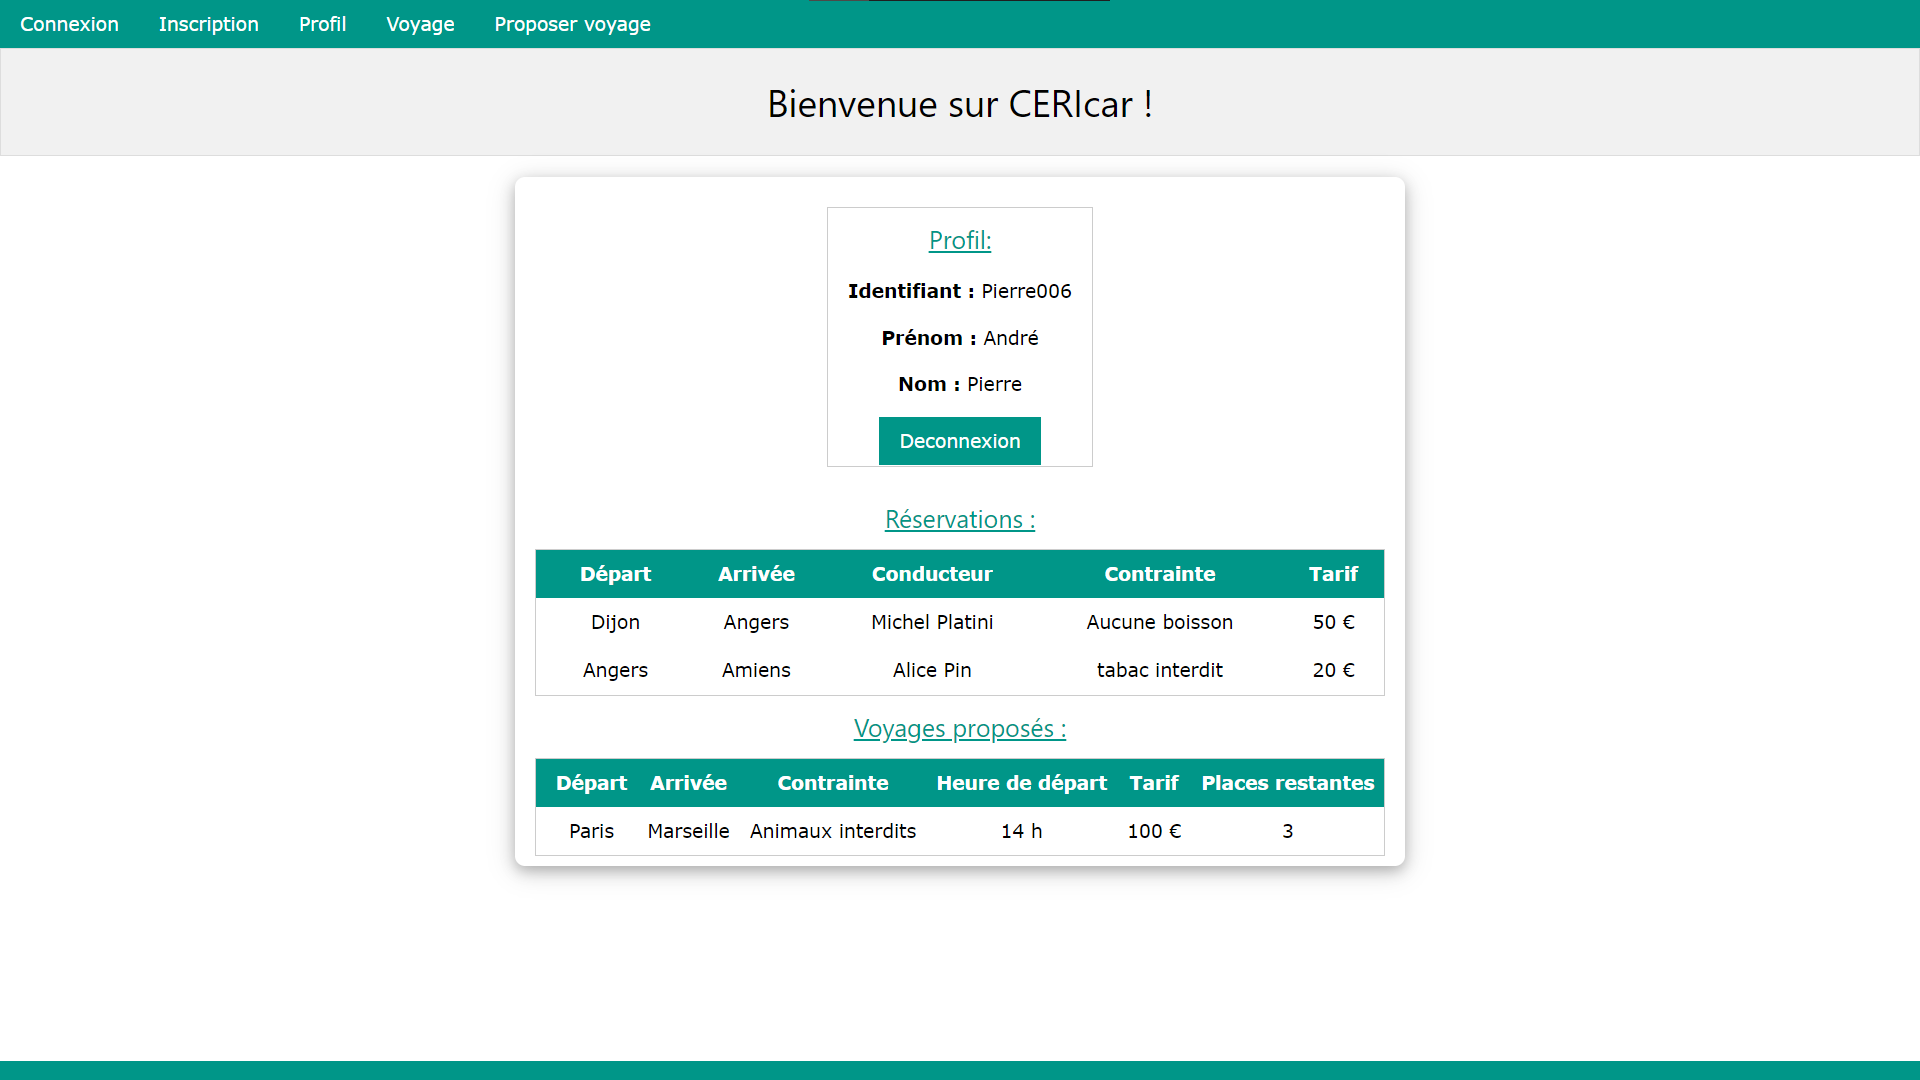 Connexion Inscription Profil Voyage Proposer voyage
Bienvenue sur CERIcar !
Profil:
Identifiant : Pierre006
Prénom : André
Nom : Pierre
Deconnexion
Réservations :
Départ Arrivée Conducteur Contrainte Tarif
Dijon Angers Michel Platini Aucune boisson 50 €
Angers Amiens Alice Pin tabac interdit 20 €
Voyages proposés :
Départ Arrivée Contrainte Heure de départ Tarif Places restantes
Paris Marseille Animaux interdits 14 h 100 € 3